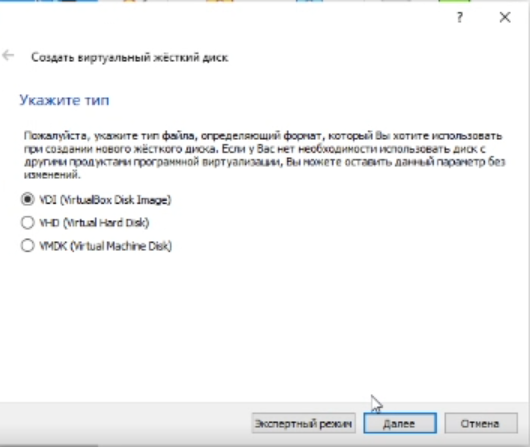 ?
Создать виртуальный жёсткий диск
Укажите тип
Пожалуйста, укажите тип файла, определяющий формат, который Вы хотите использовать
при создании нового жёсткого диска. Если у Вас нет необходимости использовать диск с
другими продуктами программной виртуализации, Вы можете оставить данный параметр без
изменений.
VDI (VirtualBox Disk Image)
VHD (Virtual Hard Disk)
VMDK (Virtual Machine Disk)
Экспертный режим Далее Отмена